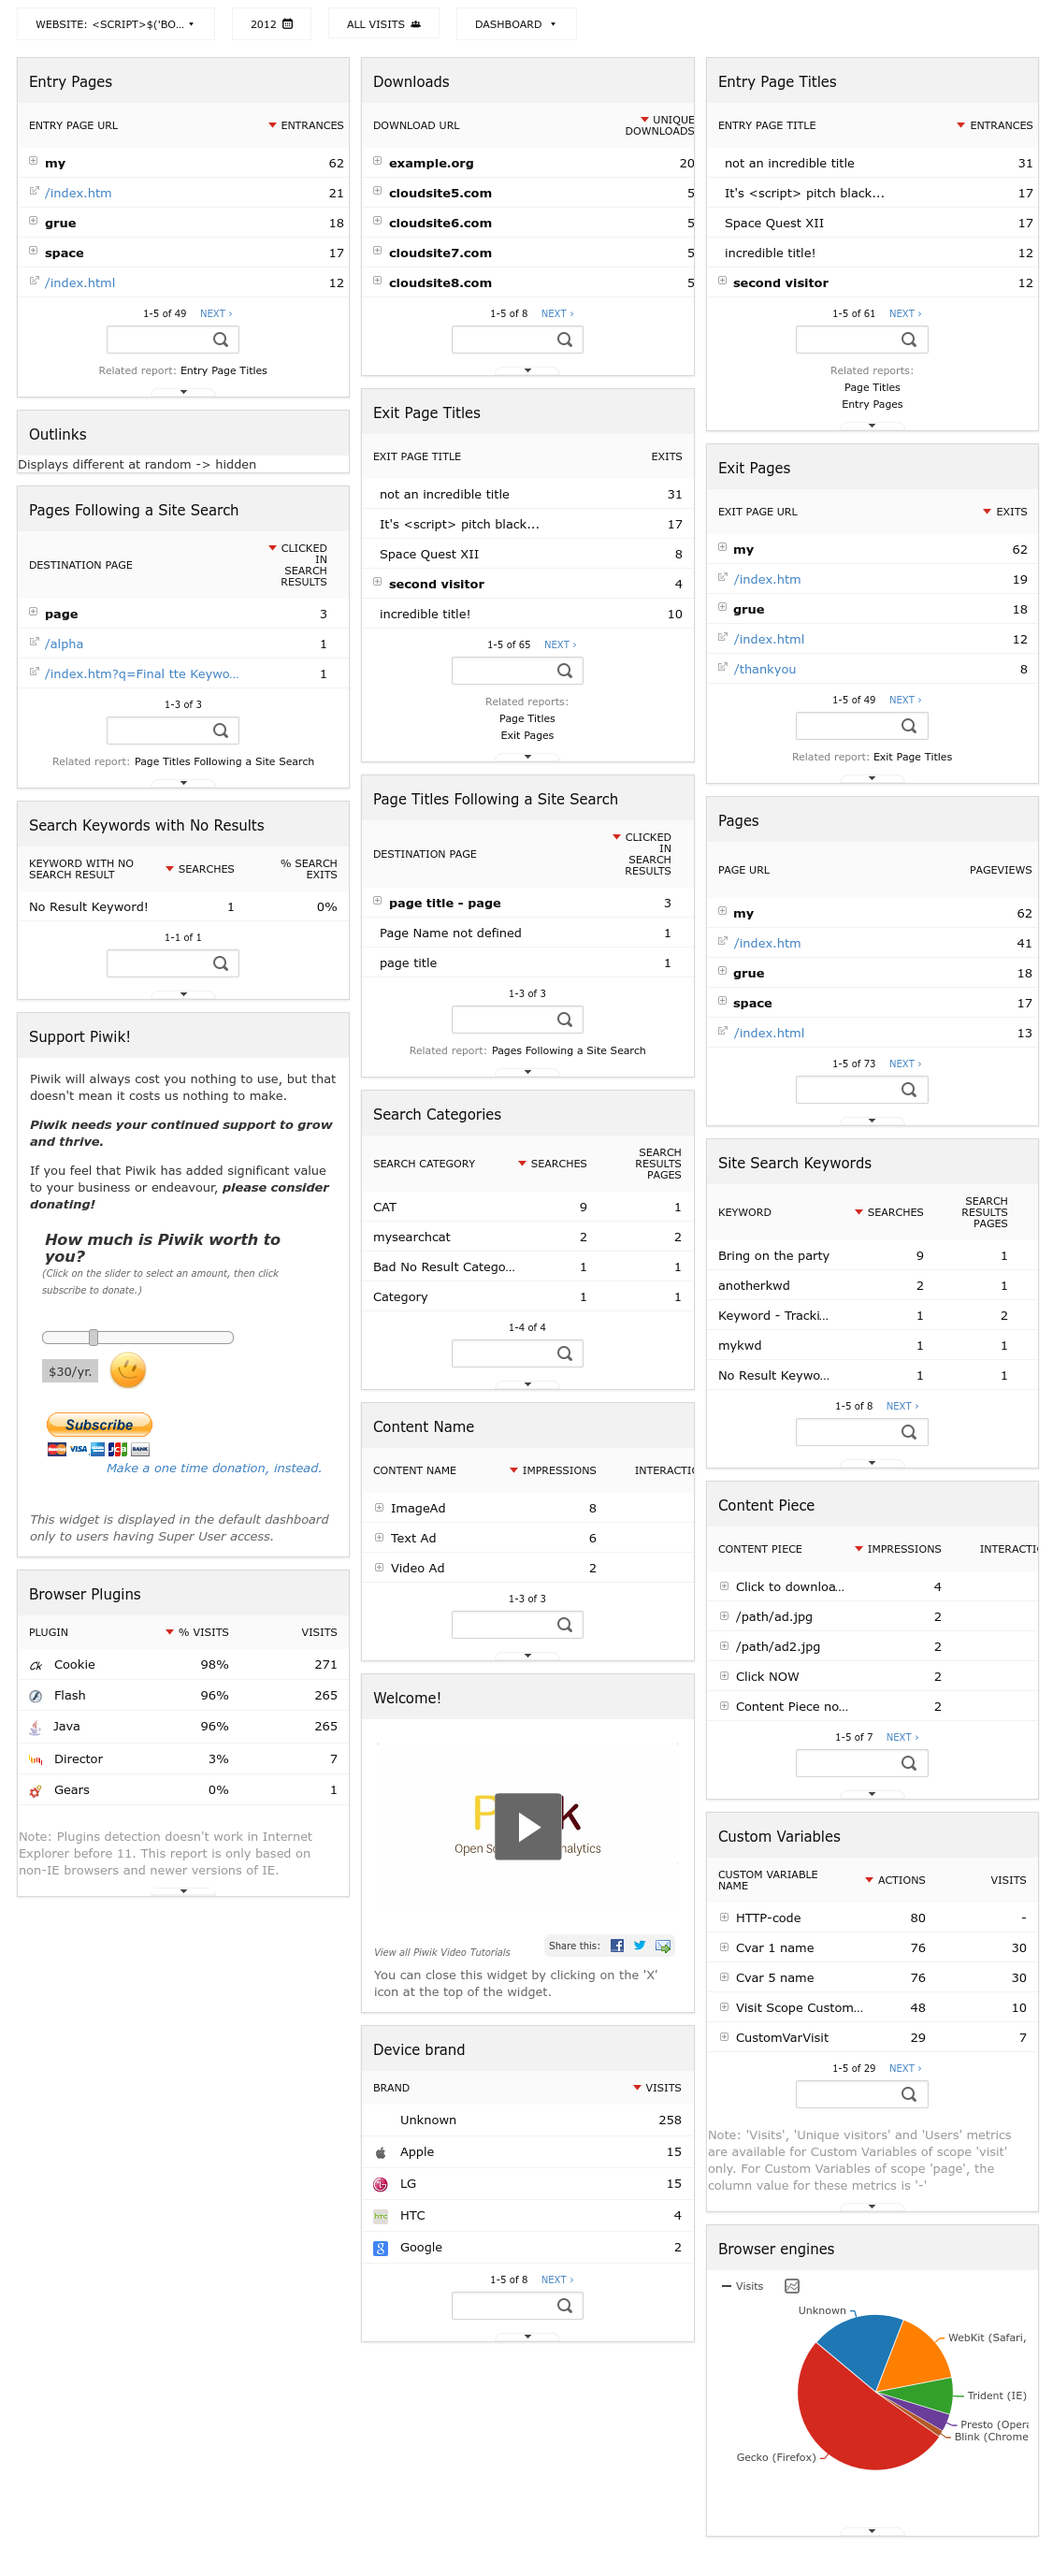 WEBSITE: <SCRIPT>$('BO...
2012
ALL VISITS
DASHBOARD
Entry Pages
ENTRY PAGE URL ENTRANCES
my 62
/index.htm 21
grue 18
space 17
/index.html 12
1-5 of 49 NEXT ›
Related report: Entry Page Titles
Outlinks
Displays different at random -> hidden
Pages Following a Site Search
DESTINATION PAGE CLICKED
IN
SEARCH
RESULTS
page 3
/alpha 1
/index.htm?q=Final tte Keywo... 1
1-3 of 3
Related report: Page Titles Following a Site Search
Search Keywords with No Results
KEYWORD WITH NO
SEARCH RESULT SEARCHES % SEARCH
EXITS
No Result Keyword! 1 0%
1-1 of 1
Support Piwik!
Piwik will always cost you nothing to use, but that
doesn't mean it costs us nothing to make.
Piwik needs your continued support to grow
and thrive.
If you feel that Piwik has added significant value
to your business or endeavour, please consider
donating!
How much is Piwik worth to
you?
(Click on the slider to select an amount, then click
subscribe to donate.)
$30/yr.
Subscribe
VISA
BANK
Make a one time donation, instead.
This widget is displayed in the default dashboard
only to users having Super User access.
Browser Plugins
PLUGIN % VISITS VISITS
Cookie 98% 271
Flash 96% 265
Java 96% 265
Director 3% 7
Gears 0% 1
Note: Plugins detection doesn't work in Internet
Explorer before 11. This report is only based on
non-IE browsers and newer versions of IE.
Downloads
DOWNLOAD URL UNIQUE
DOWNLOADS
example.org 20
cloudsite5.com 5
cloudsite6.com 5
cloudsite7.com 5
cloudsite8.com 5
1-5 of 8 NEXT ›
Exit Page Titles
EXIT PAGE TITLE EXITS
not an incredible title 31
It's <script> pitch black... 17
Space Quest XII 8
second visitor 4
incredible title! 10
1-5 of 65 NEXT ›
Related reports:
Page Titles
Exit Pages
Page Titles Following a Site Search
DESTINATION PAGE CLICKED
IN
SEARCH
RESULTS
page title - page 3
Page Name not defined 1
page title 1
1-3 of 3
Related report: Pages Following a Site Search
Search Categories
SEARCH CATEGORY SEARCHES SEARCH
RESULTS
PAGES
CAT 9 1
mysearchcat 2 2
Bad No Result Catego... 1 1
Category 1 1
1-4 of 4
Content Name
CONTENT NAME IMPRESSIONS INTERACTIC
ImageAd 8
Text Ad 6
Video Ad 2
1-3 of 3
Welcome!
P k
Open So nalytics
View all Piwik Video Tutorials
Share this:
You can close this widget by clicking on the 'X'
icon at the top of the widget.
Device brand
BRAND VISITS
Unknown 258
Apple 15
LG 15
HTC 4
Google 2
1-5 of 8 NEXT ›
Entry Page Titles
ENTRY PAGE TITLE ENTRANCES
not an incredible title 31
It's <script> pitch black... 17
Space Quest XII 17
incredible title! 12
second visitor 12
1-5 of 61 NEXT ›
Related reports:
Page Titles
Entry Pages
Exit Pages
EXIT PAGE URL EXITS
my 62
/index.htm 19
grue 18
/index.html 12
/thankyou 8
1-5 of 49 NEXT ›
Related report: Exit Page Titles
Pages
PAGE URL PAGEVIEWS
my 62
/index.htm 41
grue 18
space 17
/index.html 13
1-5 of 73 NEXT ›
Site Search Keywords
KEYWORD SEARCHES SEARCH
RESULTS
PAGES
Bring on the party 9 1
anotherkwd 2 1
Keyword - Tracki... 1 2
mykwd 1 1
No Result Keywo... 1 1
1-5 of 8 NEXT ›
Content Piece
CONTENT PIECE IMPRESSIONS INTERACTI
Click to downloa... 4
/path/ad.jpg 2
/path/ad2.jpg 2
Click NOW 2
Content Piece no... 2
1-5 of 7 NEXT ›
Custom Variables
CUSTOM VARIABLE
NAME ACTIONS VISITS
HTTP-code 80 -
Cvar 1 name 76 30
Cvar 5 name 76 30
Visit Scope Custom... 48 10
CustomVarVisit 29 7
1-5 of 29 NEXT ›
Note: 'Visits', 'Unique visitors' and 'Users' metrics
are available for Custom Variables of scope 'visit'
only. For Custom Variables of scope 'page', the
column value for these metrics is '-'
Browser engines
Visits
Unknown
WebKit (Safari,
Trident (IE)
Presto (Opera
Blink (Chrome
Gecko (Firefox)